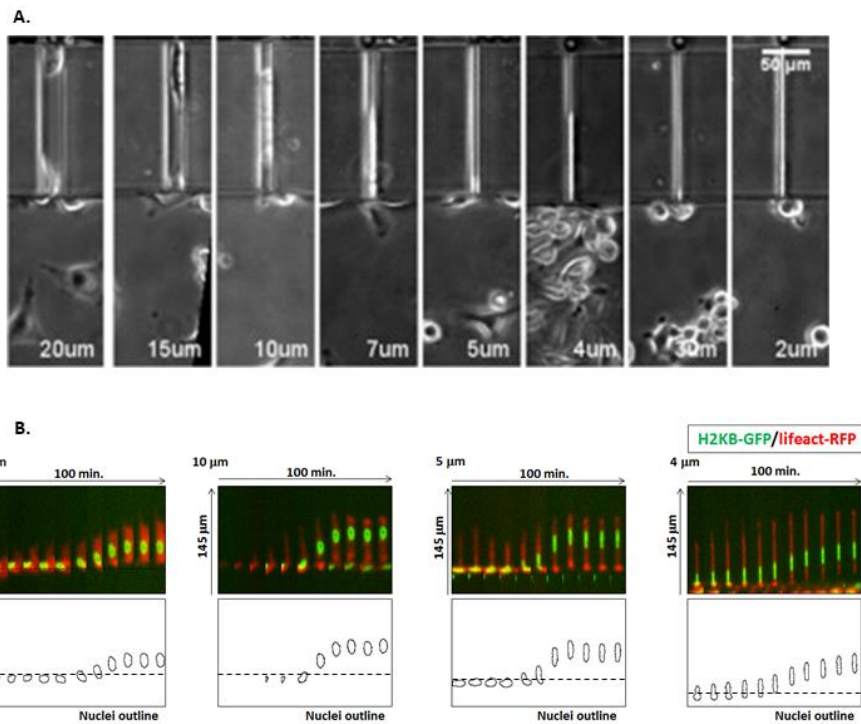 A.
50 µm
20um
15um
10um
7um
5um
4um
3um
2um
B.
H2KB-GFP/lifeact-RFP
m
10 µm
5 µm
4 µm
100 min.
100 min.
100 min.
100 min.
145 µm
145 µm
145 µm
Nuclei outline
Nuclei outline
Nuclei outline
Nuclei outline